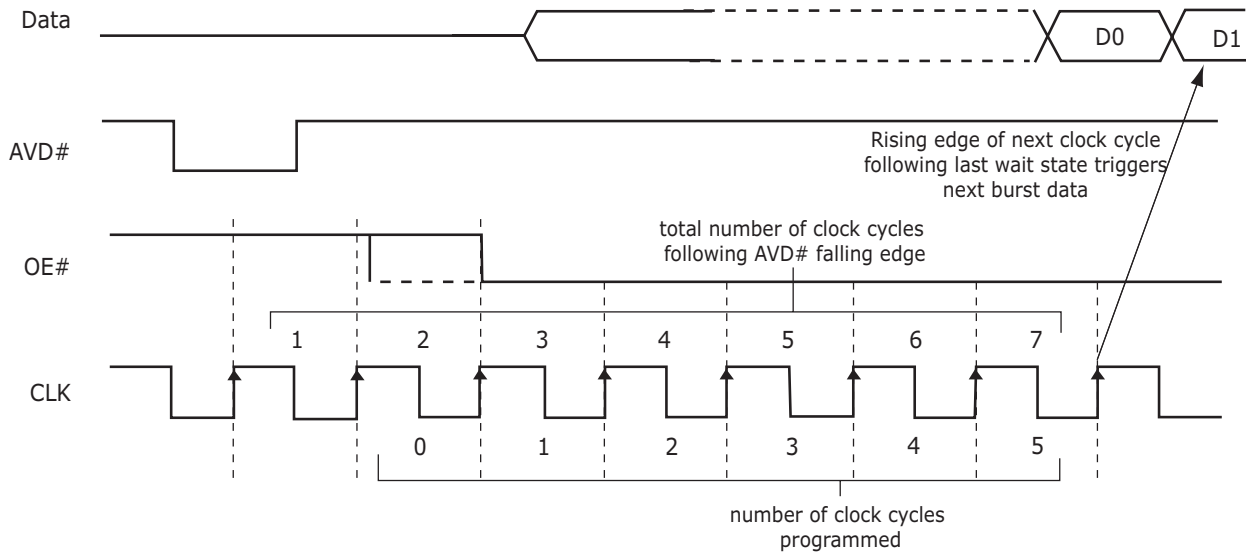 Data
D0
D1
AVD#
Rising edge of next clock cycle
following last wait state triggers
next burst data
total number of clock cycles
following AVD# falling edge
OE#
1 2 3 4 5 6 7
CLK
0 1 2 3 4 5
number of clock cycles
programmed